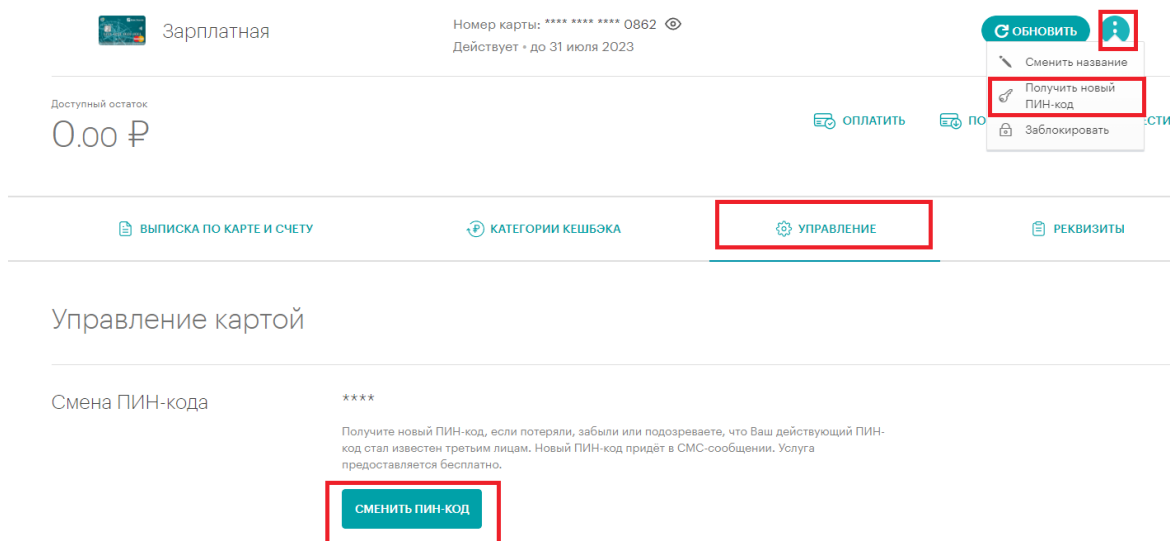 Зарплатная
Номер карты: **** **** **** 0862
Действует • до 31 июля 2023
ОБНОВИТЬ
Сменить название
Получить новый
ПИН-код
Заблокировать
Доступный остаток
0.00 ₽
ОПЛАТИТЬ
ПО
СТИ
ВЫПИСКА ПО КАРТЕ И СЧЕТУ
КАТЕГОРИИ КЕШБЭКА
УПРАВЛЕНИЕ
РЕКВИЗИТЫ
Управление картой
Смена ПИН-кода
****
Получите новый ПИН-код, если потеряли, забыли или подозреваете, что Ваш действующий ПИН-
код стал известен третьим лицам. Новый ПИН-код придёт в СМС-сообщении. Услуга
предоставляется бесплатно.
СМЕНИТЬ ПИН-КОД